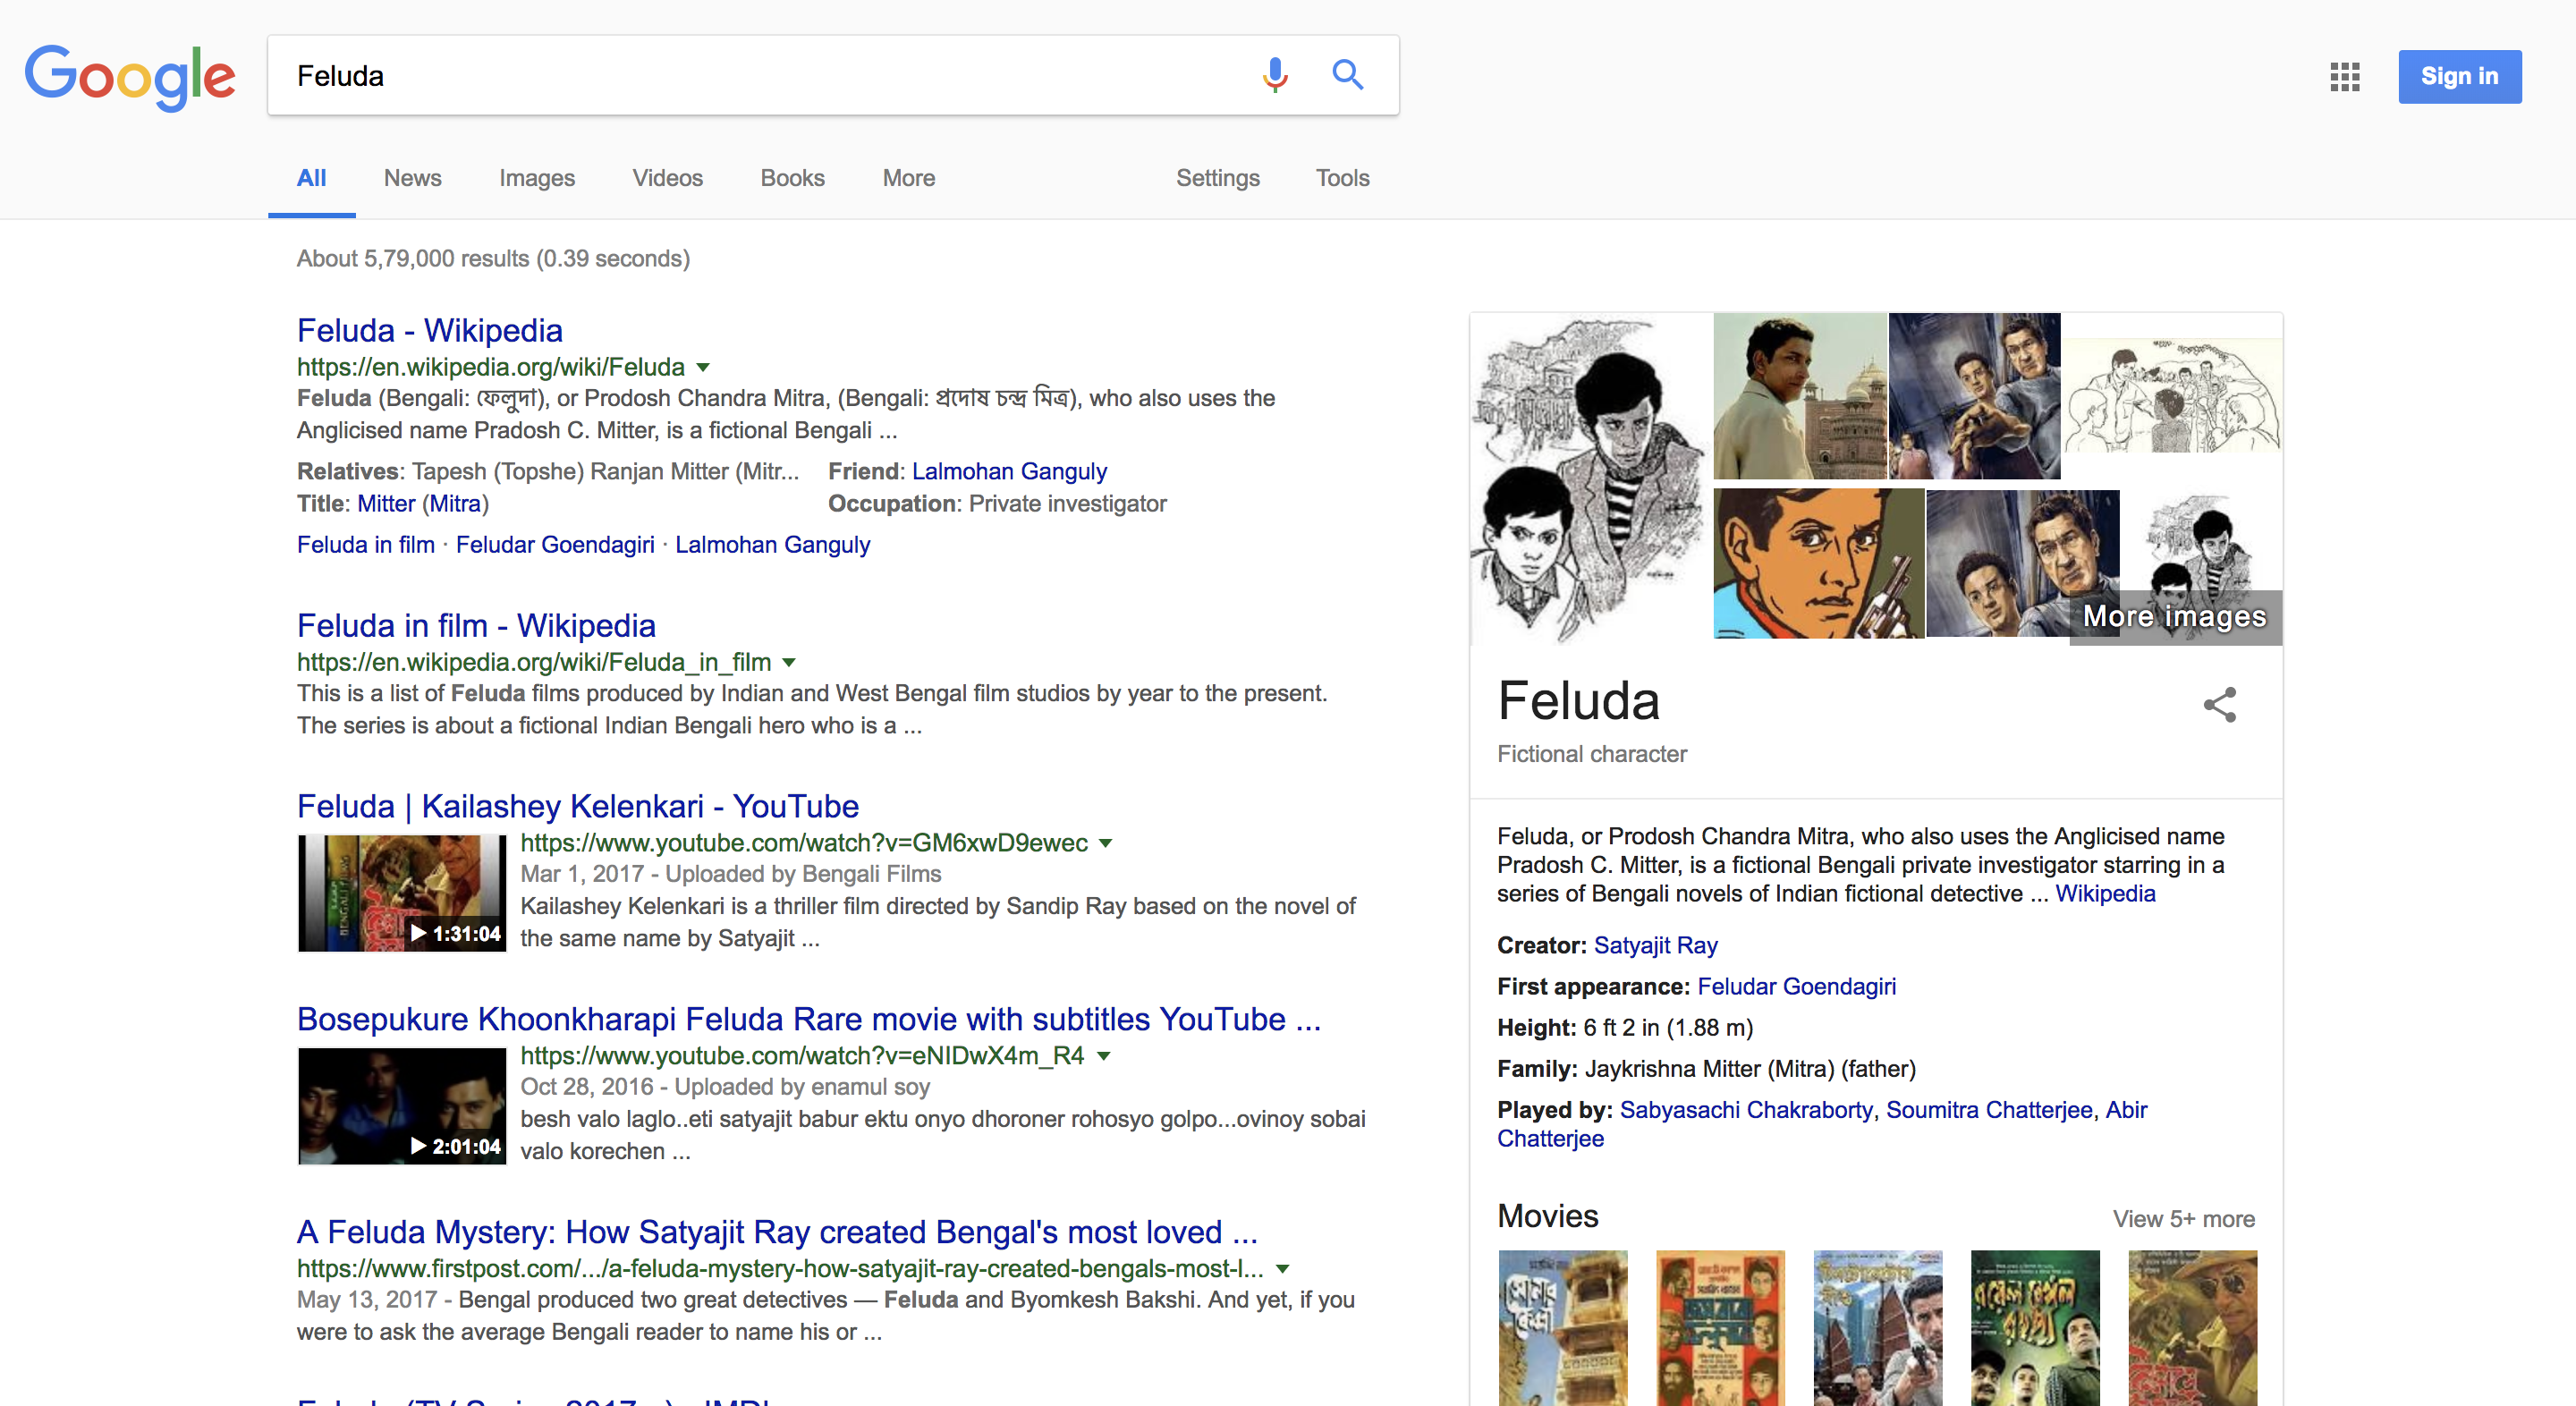 Google
Feluda
Sign in
All News Images Videos Books More Settings Tools
About 5,79,000 results (0.39 seconds)
Feluda - Wikipedia
https://en.wikipedia.org/wiki/Feluda
Feluda (Bengali: ফেলুদা), or Prodosh Chandra Mitra, (Bengali: প্রদোষ চন্দ্র মিত্র), who also uses the
Anglicised name Pradosh C. Mitter, is a fictional Bengali ...
Relatives: Tapesh (Topshe) Ranjan Mitter (Mitr... Friend: Lalmohan Ganguly
Title: Mitter (Mitra) Occupation: Private investigator
Feluda in film · Feludar Goendagiri · Lalmohan Ganguly
Feluda in film - Wikipedia
https://en.wikipedia.org/wiki/Feluda_in_film
This is a list of Feluda films produced by Indian and West Bengal film studios by year to the present.
The series is about a fictional Indian Bengali hero who is a ...
Feluda | Kailashey Kelenkari - YouTube
https://www.youtube.com/watch?v=GM6xwD9ewec
Mar 1, 2017 - Uploaded by Bengali Films
Kailashey Kelenkari is a thriller film directed by Sandip Ray based on the novel of
the same name by Satyajit ...
1:31:04
Bosepukure Khoonkharapi Feluda Rare movie with subtitles YouTube ...
https://www.youtube.com/watch?v=eNIDwX4m_R4
Oct 28, 2016 - Uploaded by enamul soy
besh valo laglo..eti satyajit babur ektu onyo dhoroner rohosyo golpo...ovinoy sobai
valo korechen ...
2:01:04
A Feluda Mystery: How Satyajit Ray created Bengal's most loved ...
https://www.firstpost.com/.../a-feluda-mystery-how-satyajit-ray-created-bengals-most-l...
May 13, 2017 - Bengal produced two great detectives — Feluda and Byomkesh Bakshi. And yet, if you
were to ask the average Bengali reader to name his or ...
More images
Feluda
Fictional character
Feluda, or Prodosh Chandra Mitra, who also uses the Anglicised name
Pradosh C. Mitter, is a fictional Bengali private investigator starring in a
series of Bengali novels of Indian fictional detective ... Wikipedia
Creator: Satyajit Ray
First appearance: Feludar Goendagiri
Height: 6 ft 2 in (1.88 m)
Family: Jaykrishna Mitter (Mitra) (father)
Played by: Sabyasachi Chakraborty, Soumitra Chatterjee, Abir
Chatterjee
Movies
View 5+ more